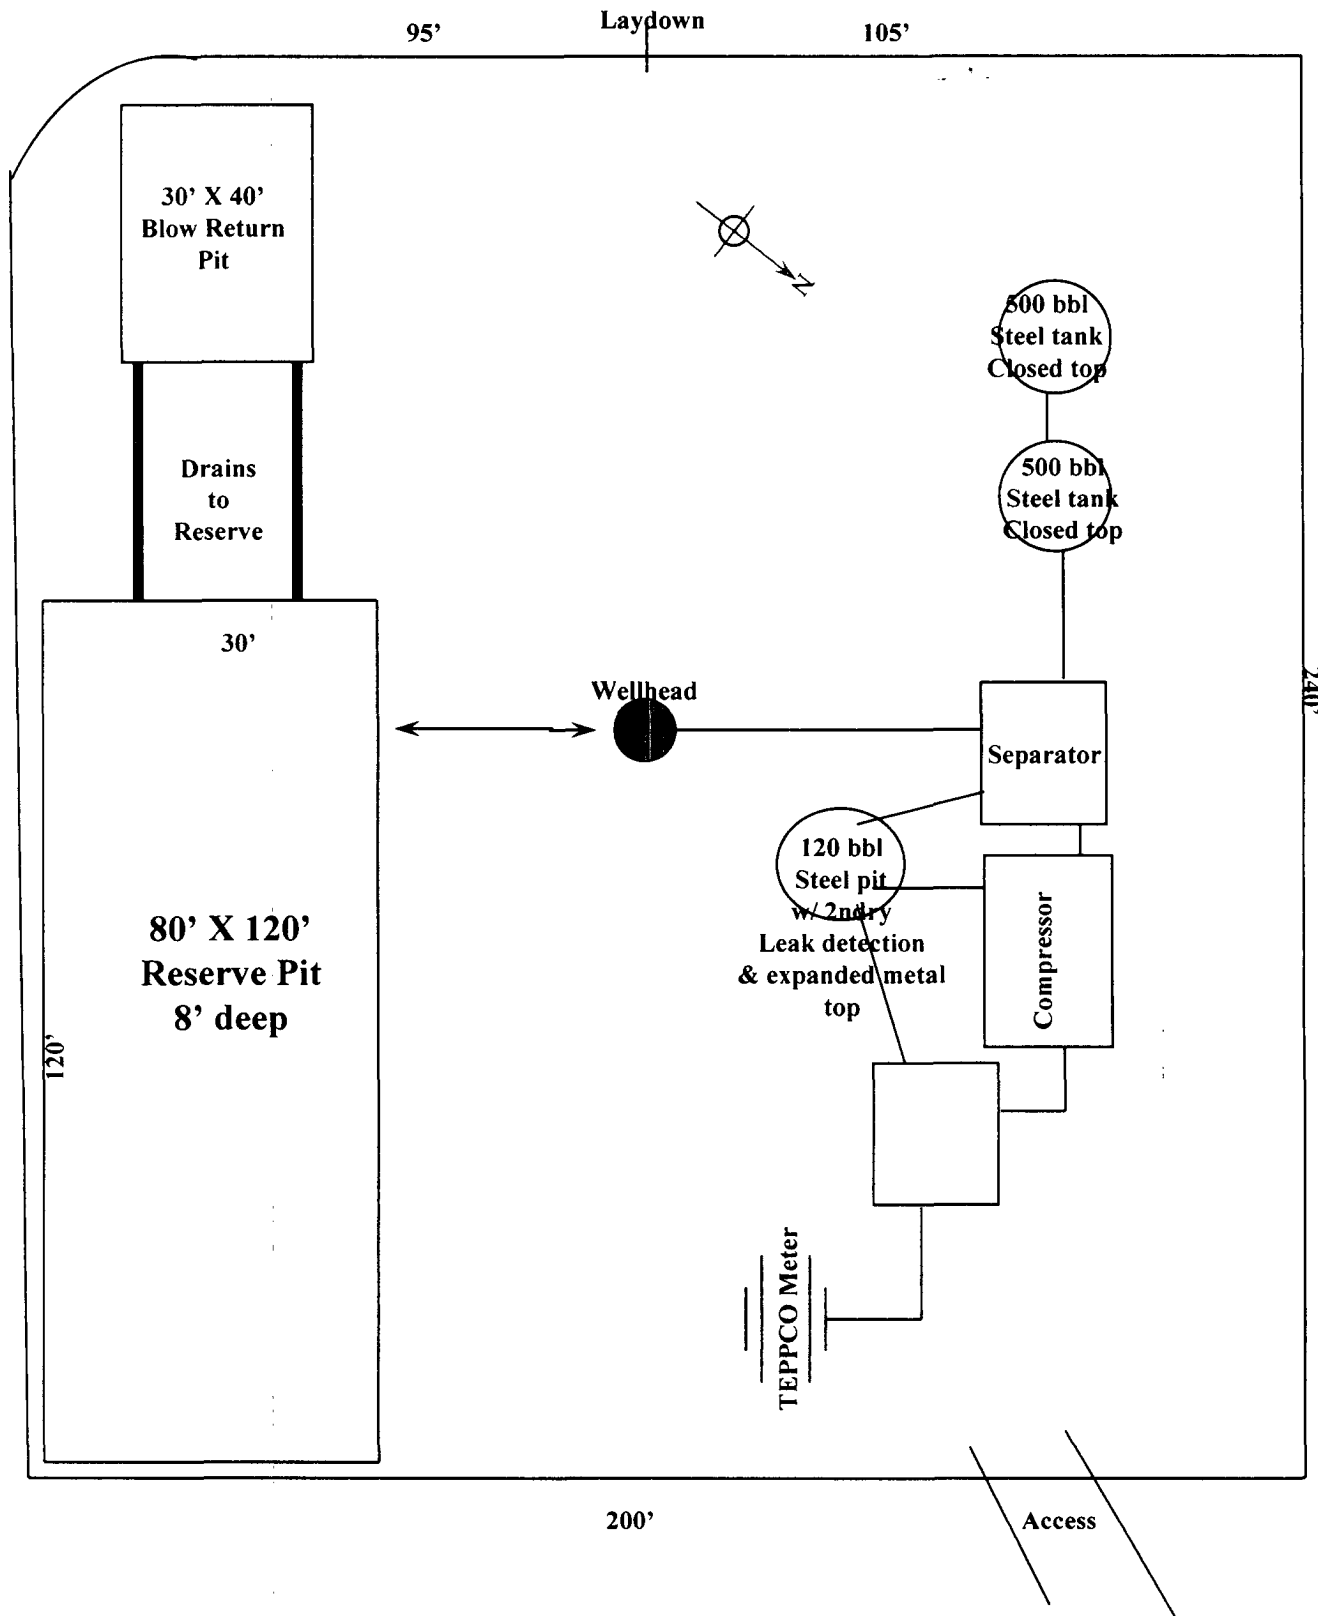 Laydown
95’
105’
30’ X 40’
Blow Return
Pit
N
500 bbl
Steel tank
Closed top
500 bbl
Steel tank
Closed top
Drains
to
Reserve
30’
Wellhead
240’
Separator
120 bbl
Steel pit
w/ 2ndry
Leak detection
& expanded metal
top
Compressor
80’ X 120’
Reserve Pit
8’ deep
120’
TEPPCO Meter
200’
Access